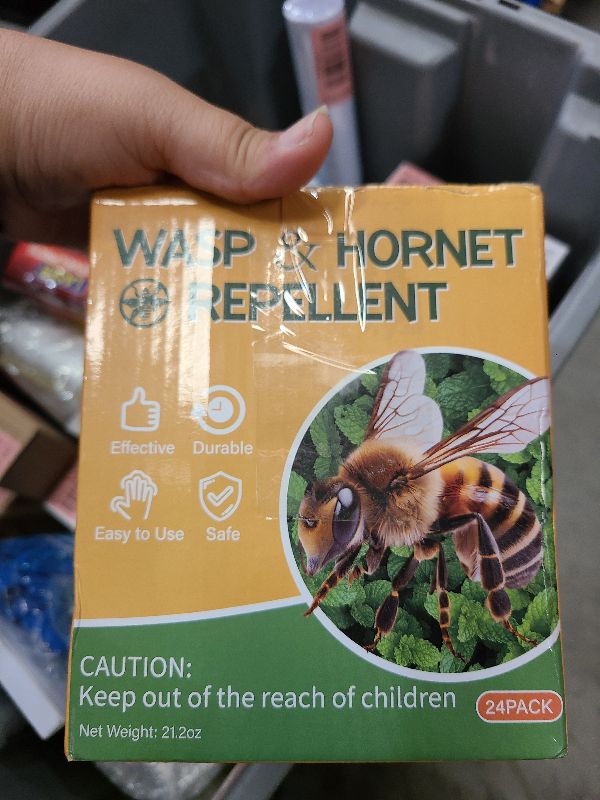 WASP & HORNET
REPELLENT
Effective Durable
Easy to Use Safe
CAUTION:
Keep out of the reach of children
24PACK
Net Weight: 21.2oz